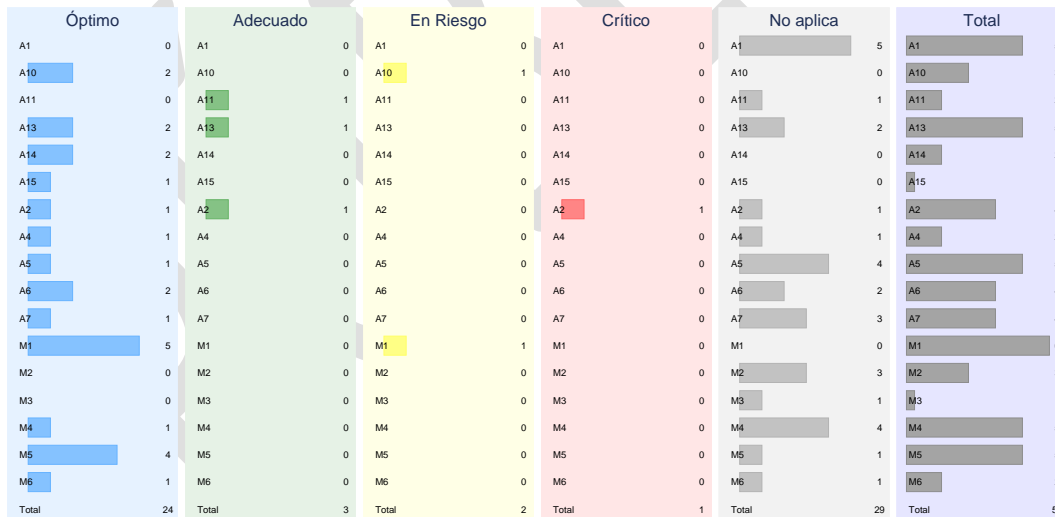 Óptimo Adecuado En Riesgo Crítico No aplica Total
A1 0 A1 0 A1 0 A1 0 A1 5 A1
A10 2 A10 0 A10 1 A10 0 A10 0 A10
A11 0 A11 1 A11 0 A11 0 A11 1 A11
A13 2 A13 1 A13 0 A13 0 A13 2 A13
A14 2 A14 0 A14 0 A14 0 A14 0 A14
A15 1 A15 0 A15 0 A15 0 A15 0 A15
A2 1 A2 1 A2 0 A2 1 A2 1 A2
A4 1 A4 0 A4 0 A4 0 A4 1 A4
A5 1 A5 0 A5 0 A5 0 A5 4 A5
A6 2 A6 0 A6 0 A6 0 A6 2 A6
A7 1 A7 0 A7 0 A7 0 A7 3 A7
M1 5 M1 0 M1 1 M1 0 M1 0 M1
M2 0 M2 0 M2 0 M2 0 M2 3 M2
M3 0 M3 0 M3 0 M3 0 M3 1 M3
M4 1 M4 0 M4 0 M4 0 M4 4 M4
M5 4 M5 0 M5 0 M5 0 M5 1 M5
M6 1 M6 0 M6 0 M6 0 M6 1 M6
Total 24 Total 3 Total 2 Total 1 Total 29 Total